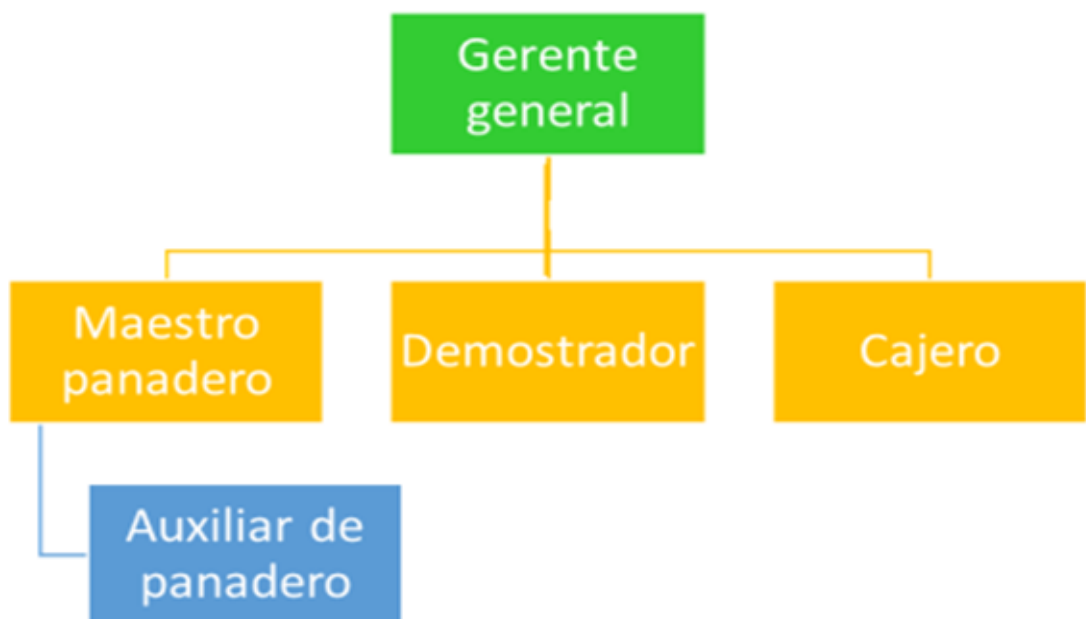 Gerente
general
Maestro
panadero
Demostrador
Cajero
Auxiliar de
panadero